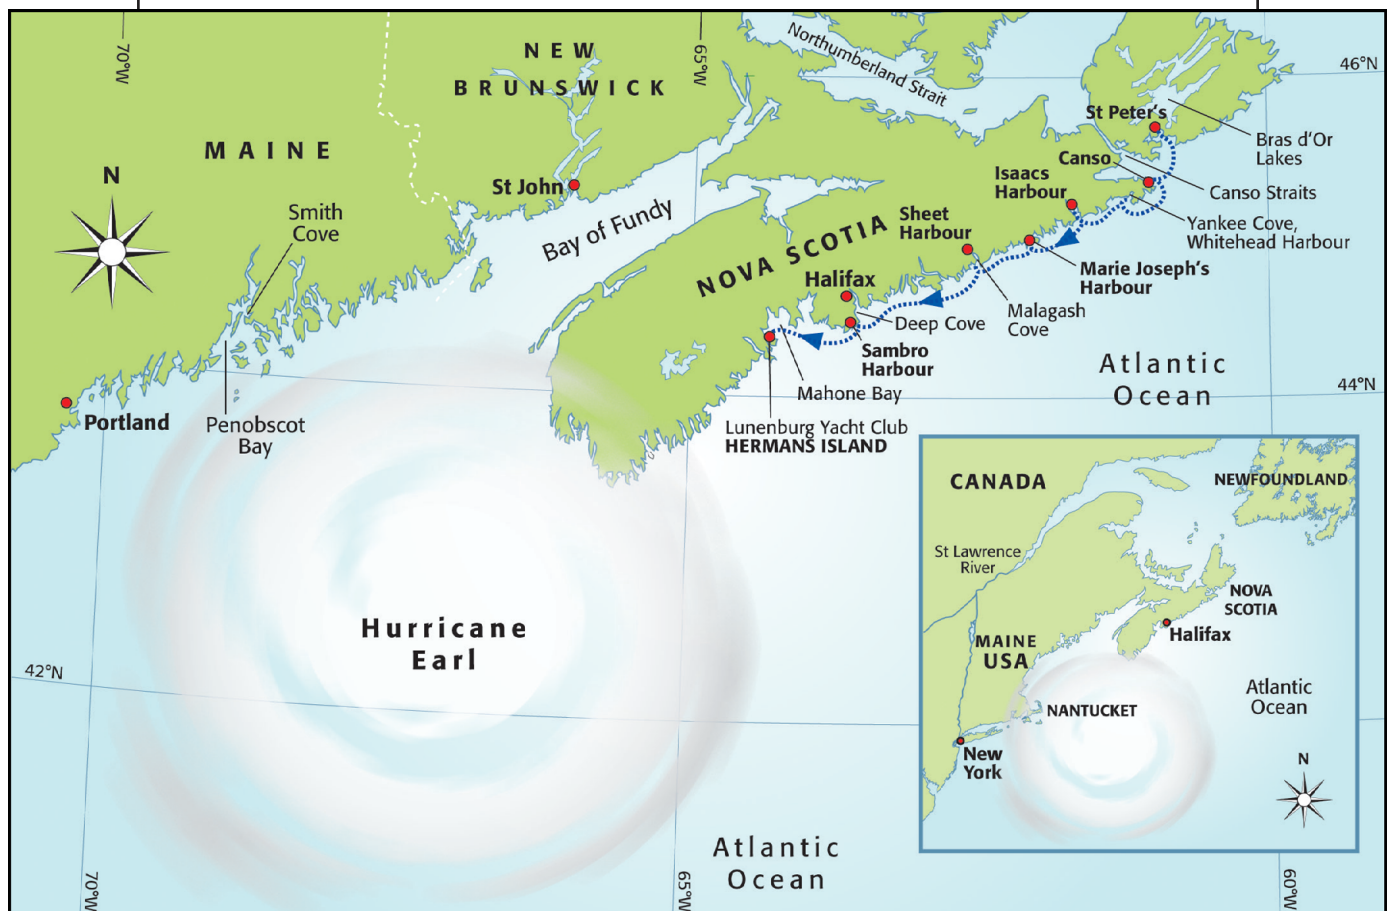 70°W
NEW
BRUNSWICK
65°W
Northumberland Strait
46°N
St Peter's
Bras d'Or
Lakes
MAINE
N
St John
Canso
Isaacs
Harbour
Canso Straits
Smith
Cove
Bay of Fundy
NOVA SCOTIA
Sheet
Harbour
Yankee Cove,
Whitehead Harbour
Halifax
Marie Joseph's
Harbour
Malagash
Cove
Deep Cove
Sambro
Harbour
Mahone Bay
Atlantic
Ocean
44°N
Portland
Penobscot
Bay
Lunenburg Yacht Club
HERMANS ISLAND
CANADA
NEWFOUNDLAND
St Lawrence
River
NOVA
SCOTIA
Halifax
MAINE
USA
Hurricane
Earl
42°N
NANTUCKET
Atlantic
Ocean
New
York
N
Atlantic
Ocean
70°W
65°W
60°W